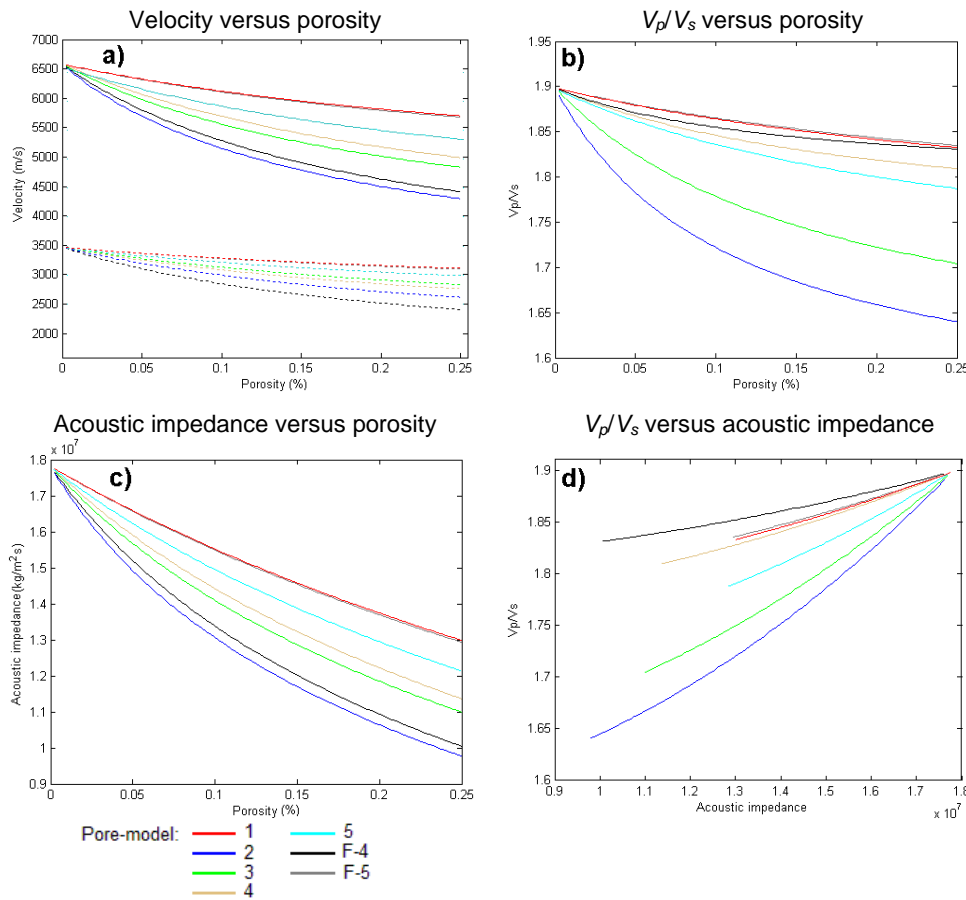 Velocity versus porosity
a)
7000
6500
6000
5500
5000
4500
4000
3500
3000
2500
2000
Velocity (m/s)
0 0.05 0.1 0.15 0.2 0.25
Porosity (%)
Vp/Vs versus porosity
b)
1.95
1.9
1.85
1.8
1.75
1.7
1.65
1.6
Vp/Vs
0 0.05 0.1 0.15 0.2 0.25
Porosity (%)
Acoustic impedance versus porosity
x 10^7
c)
1.8
1.7
1.6
1.5
1.4
1.3
1.2
1.1
1
0.9
Acoustic impedance(kg/m²s)
0 0.05 0.1 0.15 0.2 0.25
Porosity (%)
Vp/Vs versus acoustic impedance
d)
1.9
1.85
1.8
1.75
1.7
1.65
1.6
Vp/Vs
0.9 1 1.1 1.2 1.3 1.4 1.5 1.6 1.7 1.8
Acoustic impedance
x 10^7
Pore-model:
1
2
3
4
5
F-4
F-5